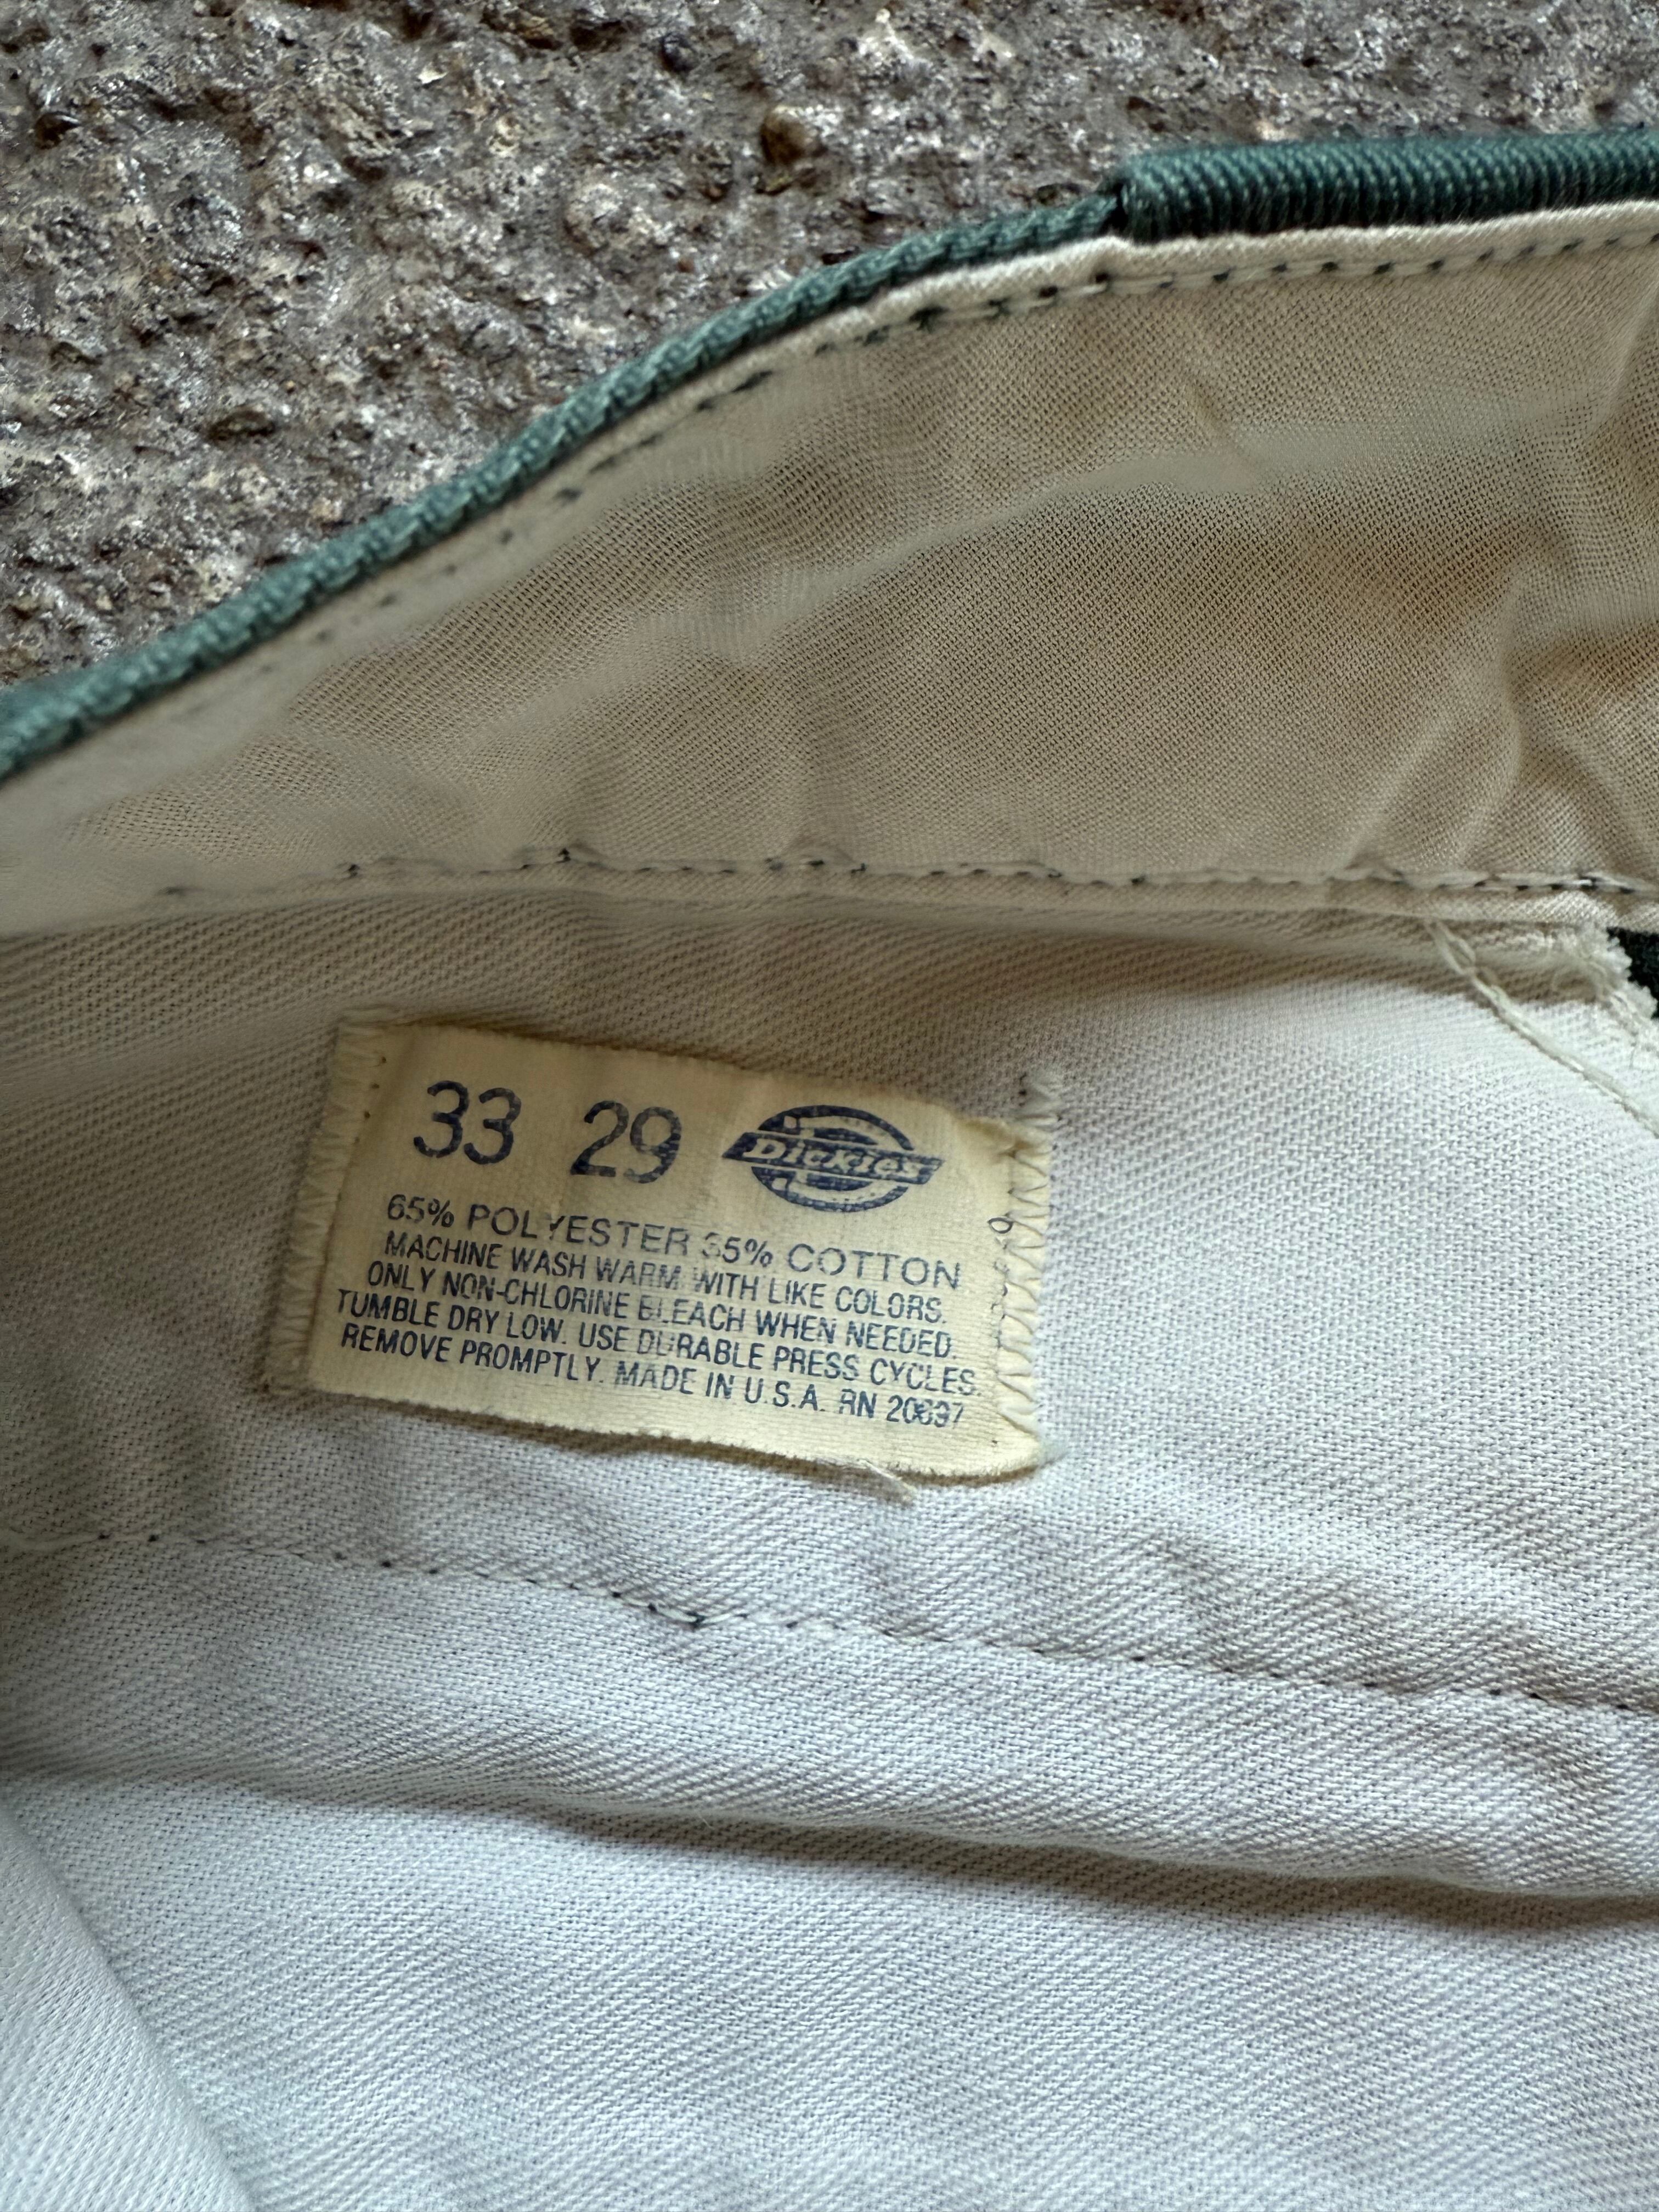 33 29 Dickies
65% POLYESTER 35% COTTON
MACHINE WASH WARM WITH LIKE COLORS.
ONLY NON-CHLORINE BLEACH WHEN NEEDED.
TUMBLE DRY LOW. USE DURABLE PRESS CYCLES.
REMOVE PROMPTLY. MADE IN U.S.A. RN 20697